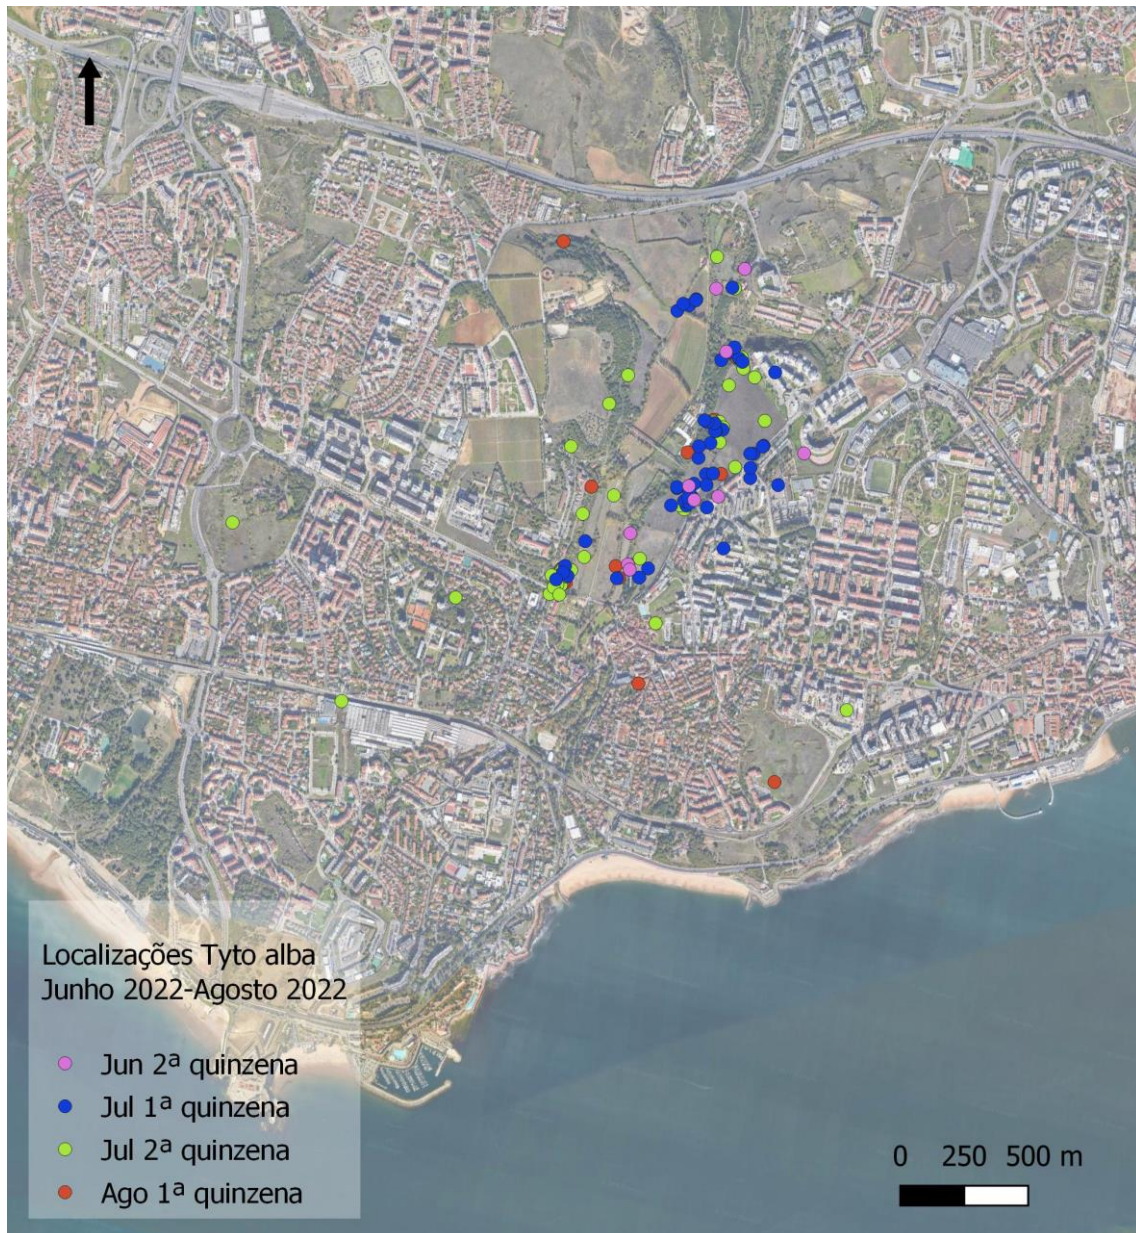 Localizações Tyto alba
Junho 2022-Agosto 2022
Jun 2ª quinzena
Jul 1ª quinzena
Jul 2ª quinzena
Ago 1ª quinzena
0 250 500 m